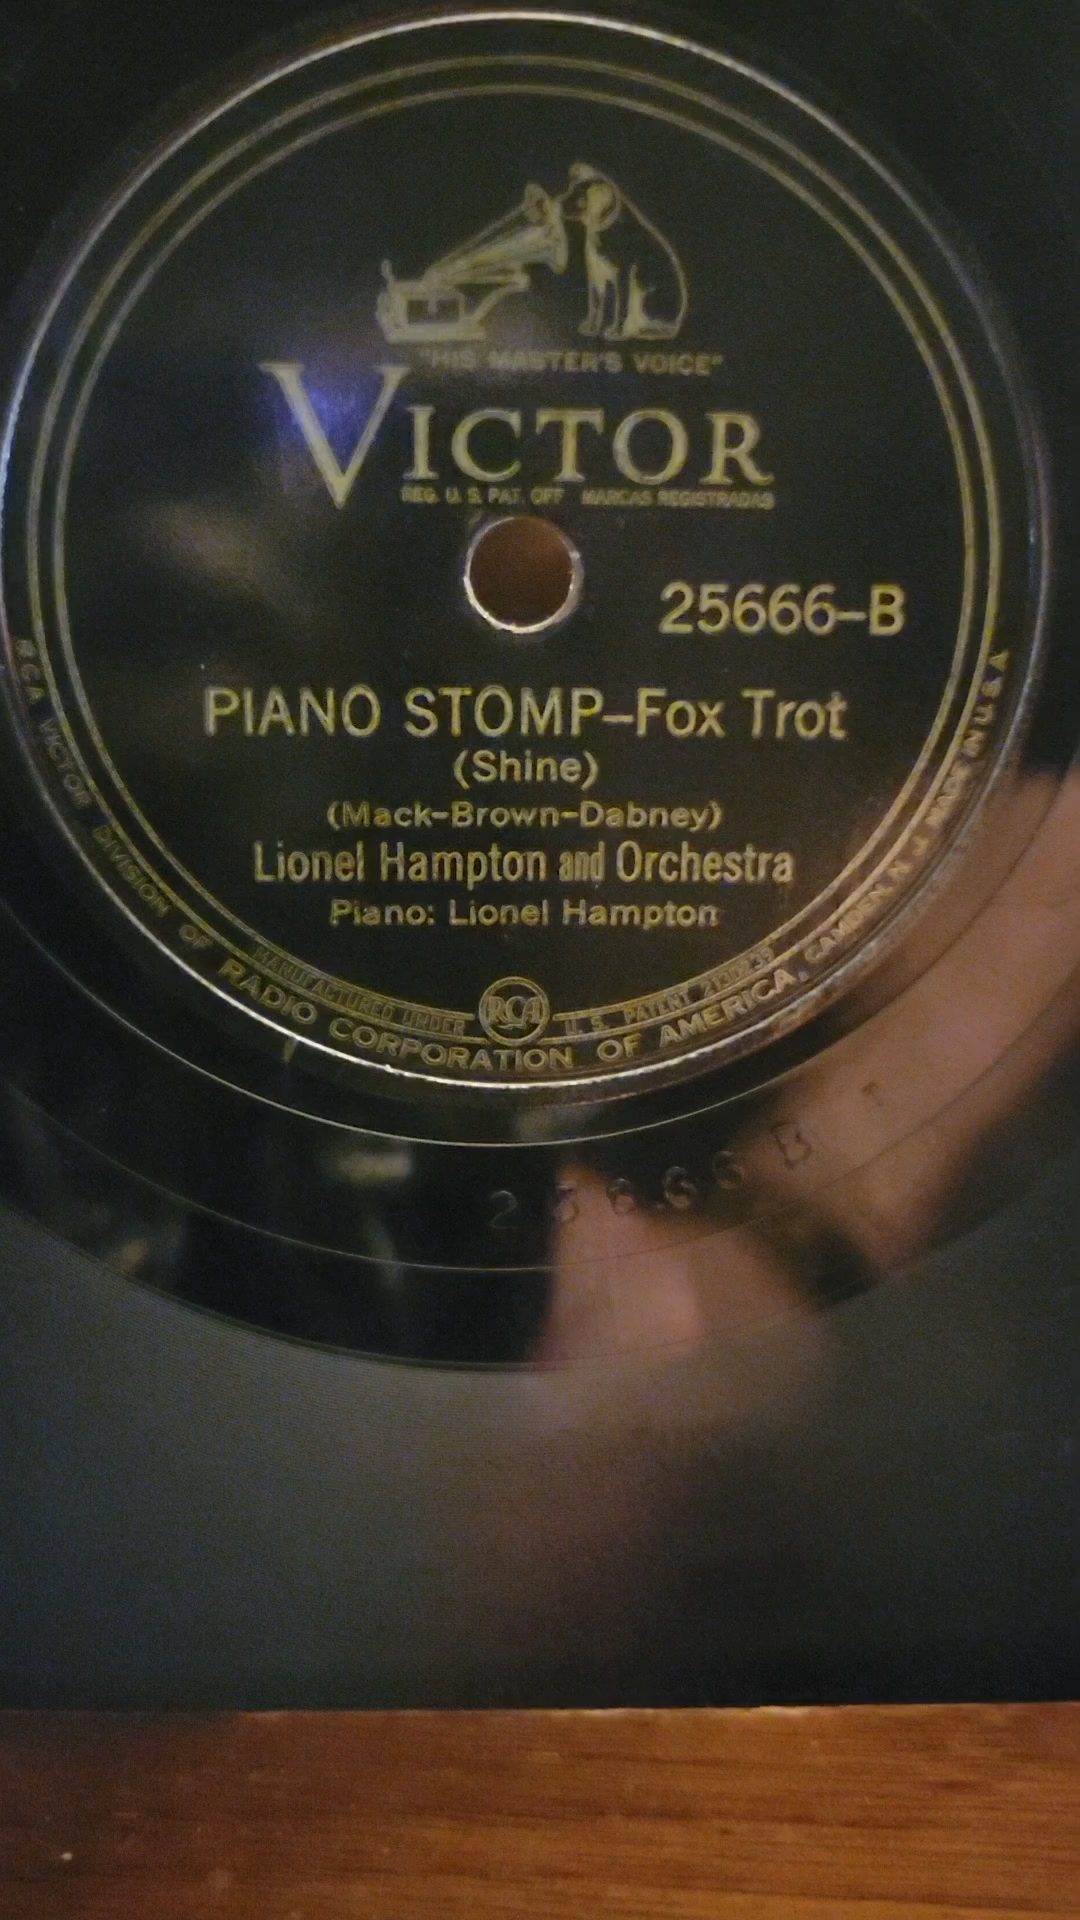 "HIS MASTER'S VOICE"
VICTOR
REG. U. S. PAT. OFF MARCAS REGISTRADAS
25666-B
PIANO STOMP-Fox Trot
(Shine)
(Mack-Brown-Dabney)
Lionel Hampton and Orchestra
Piano: Lionel Hampton
MANUFACTURED UNDER RCA U. S. PATENT 2130239
RCA VICTOR DIVISION OF RADIO CORPORATION OF AMERICA, CAMDEN, N. J. MADE IN U.S.A.
25666 B